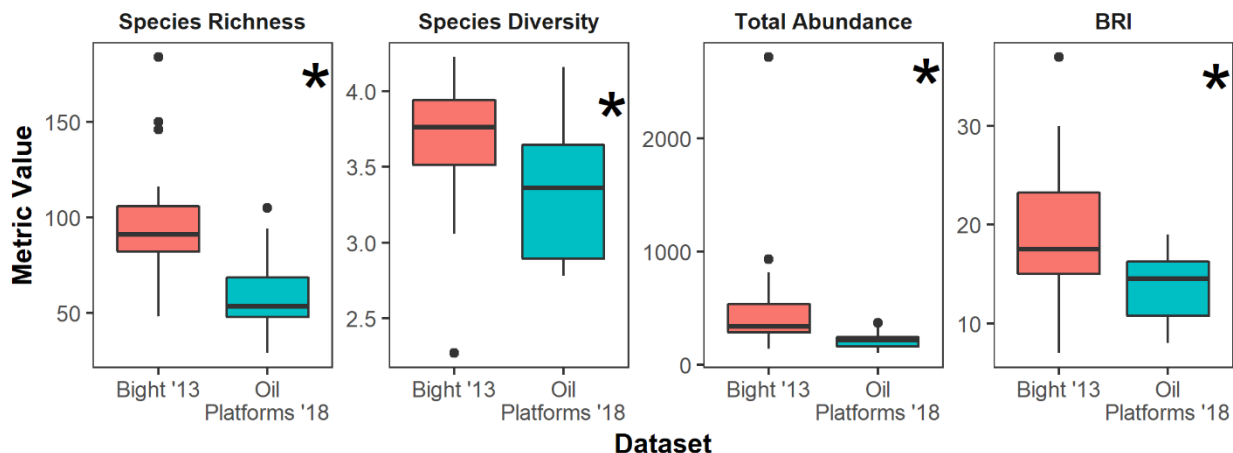 Species Richness
Species Diversity
Total Abundance
BRI
Metric Value
150
100
50
4.0
3.5
3.0
2.5
2000
1000
0
30
20
10
*
*
*
*
Bight '13
Oil
Platforms '18
Bight '13
Oil
Platforms '18
Bight '13
Oil
Platforms '18
Bight '13
Oil
Platforms '18
Dataset